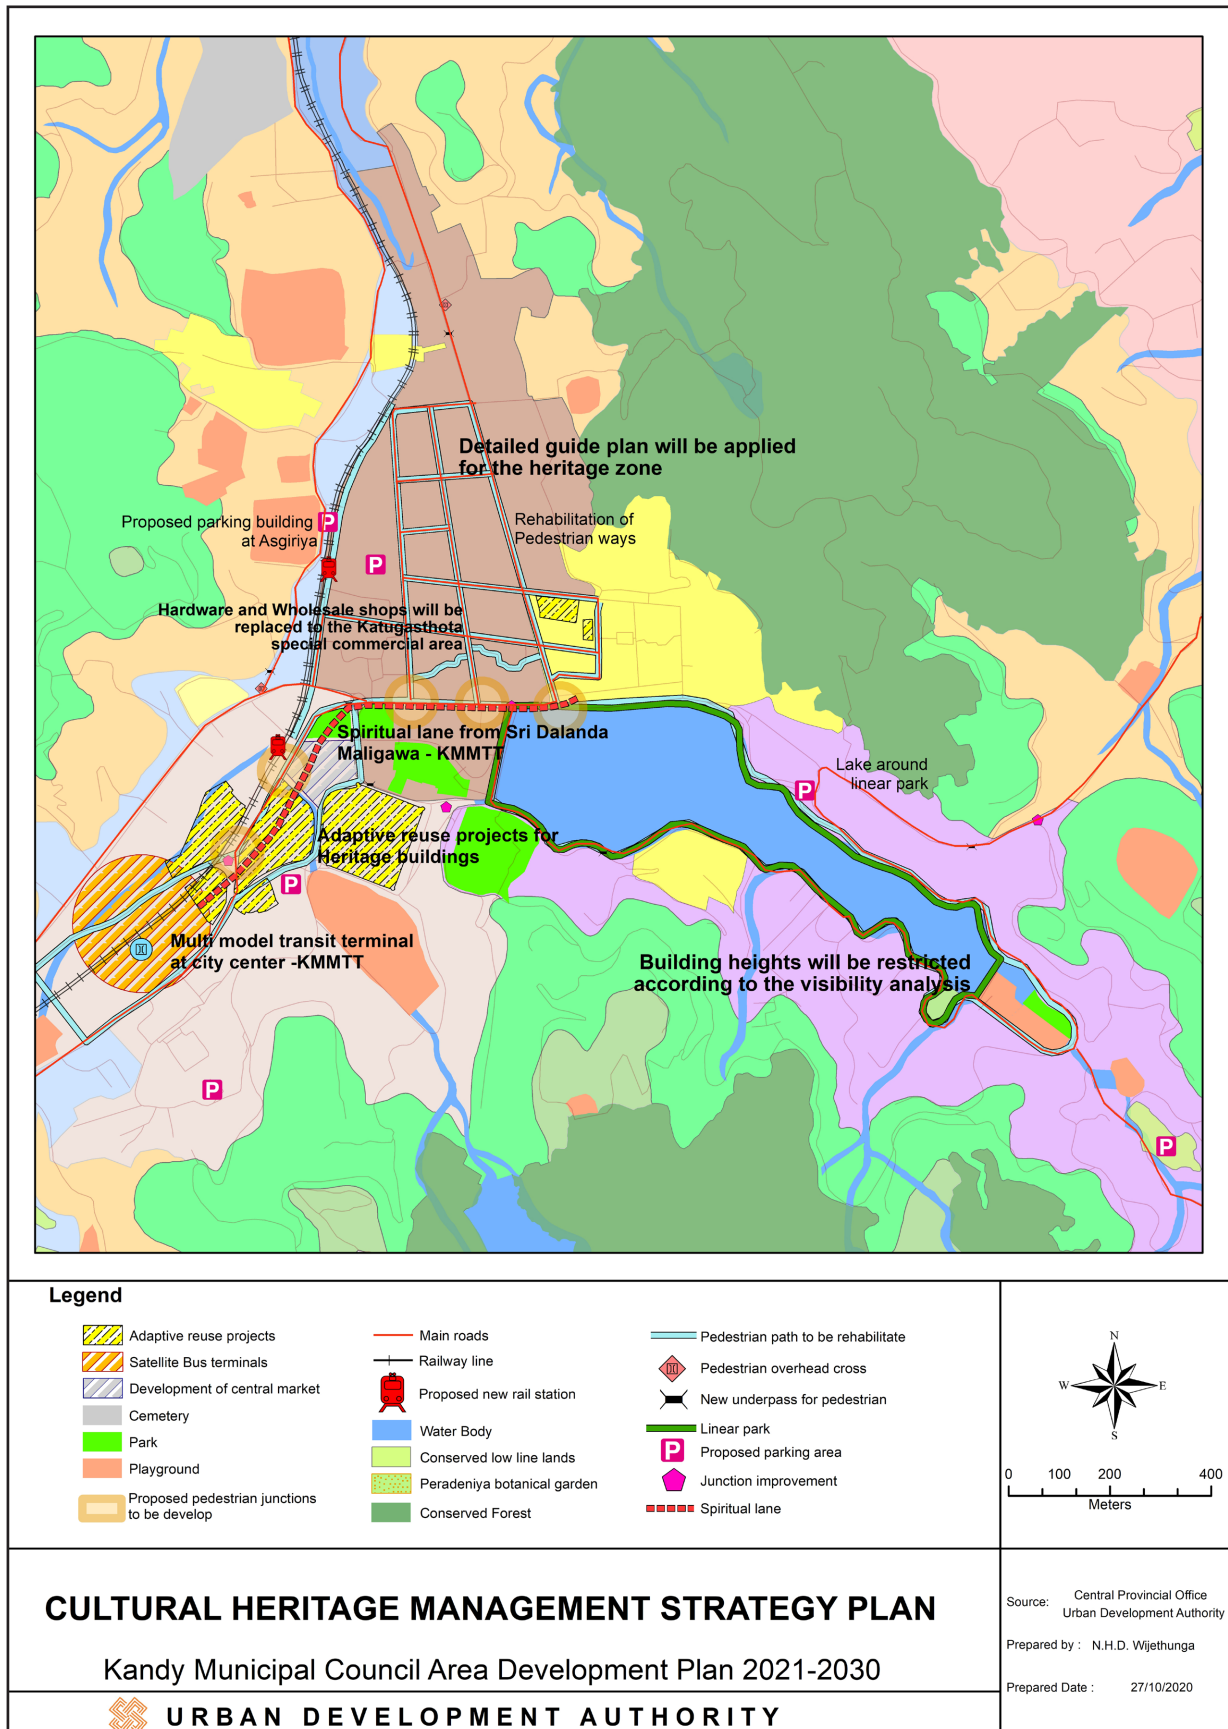 Detailed guide plan will be applied
for the heritage zone
Proposed parking building
at Asgiriya
P
Rehabilitation of
Pedestrian ways
P
Hardware and Wholesale shops will be
replaced to the Katugasthota
special commercial area
Spiritual lane from Sri Dalanda
Maligawa - KMMTT
Lake around
linear park
P
Adaptive reuse projects for
Heritage buildings
P
Multi model transit terminal
at city center -KMMTT
Building heights will be restricted
according to the visibility analysis
P
P
Legend
Adaptive reuse projects
Satellite Bus terminals
Development of central market
Cemetery
Park
Playground
Proposed pedestrian junctions
to be develop
Main roads
Railway line
Proposed new rail station
Water Body
Conserved low line lands
Peradeniya botanical garden
Conserved Forest
Pedestrian path to be rehabilitate
Pedestrian overhead cross
New underpass for pedestrian
Linear park
P Proposed parking area
Junction improvement
Spiritual lane
N
W E
S
0 100 200 400
Meters
CULTURAL HERITAGE MANAGEMENT STRATEGY PLAN
Kandy Municipal Council Area Development Plan 2021-2030
URBAN DEVELOPMENT AUTHORITY
Source: Central Provincial Office
Urban Development Authority
Prepared by : N.H.D. Wijethunga
Prepared Date : 27/10/2020